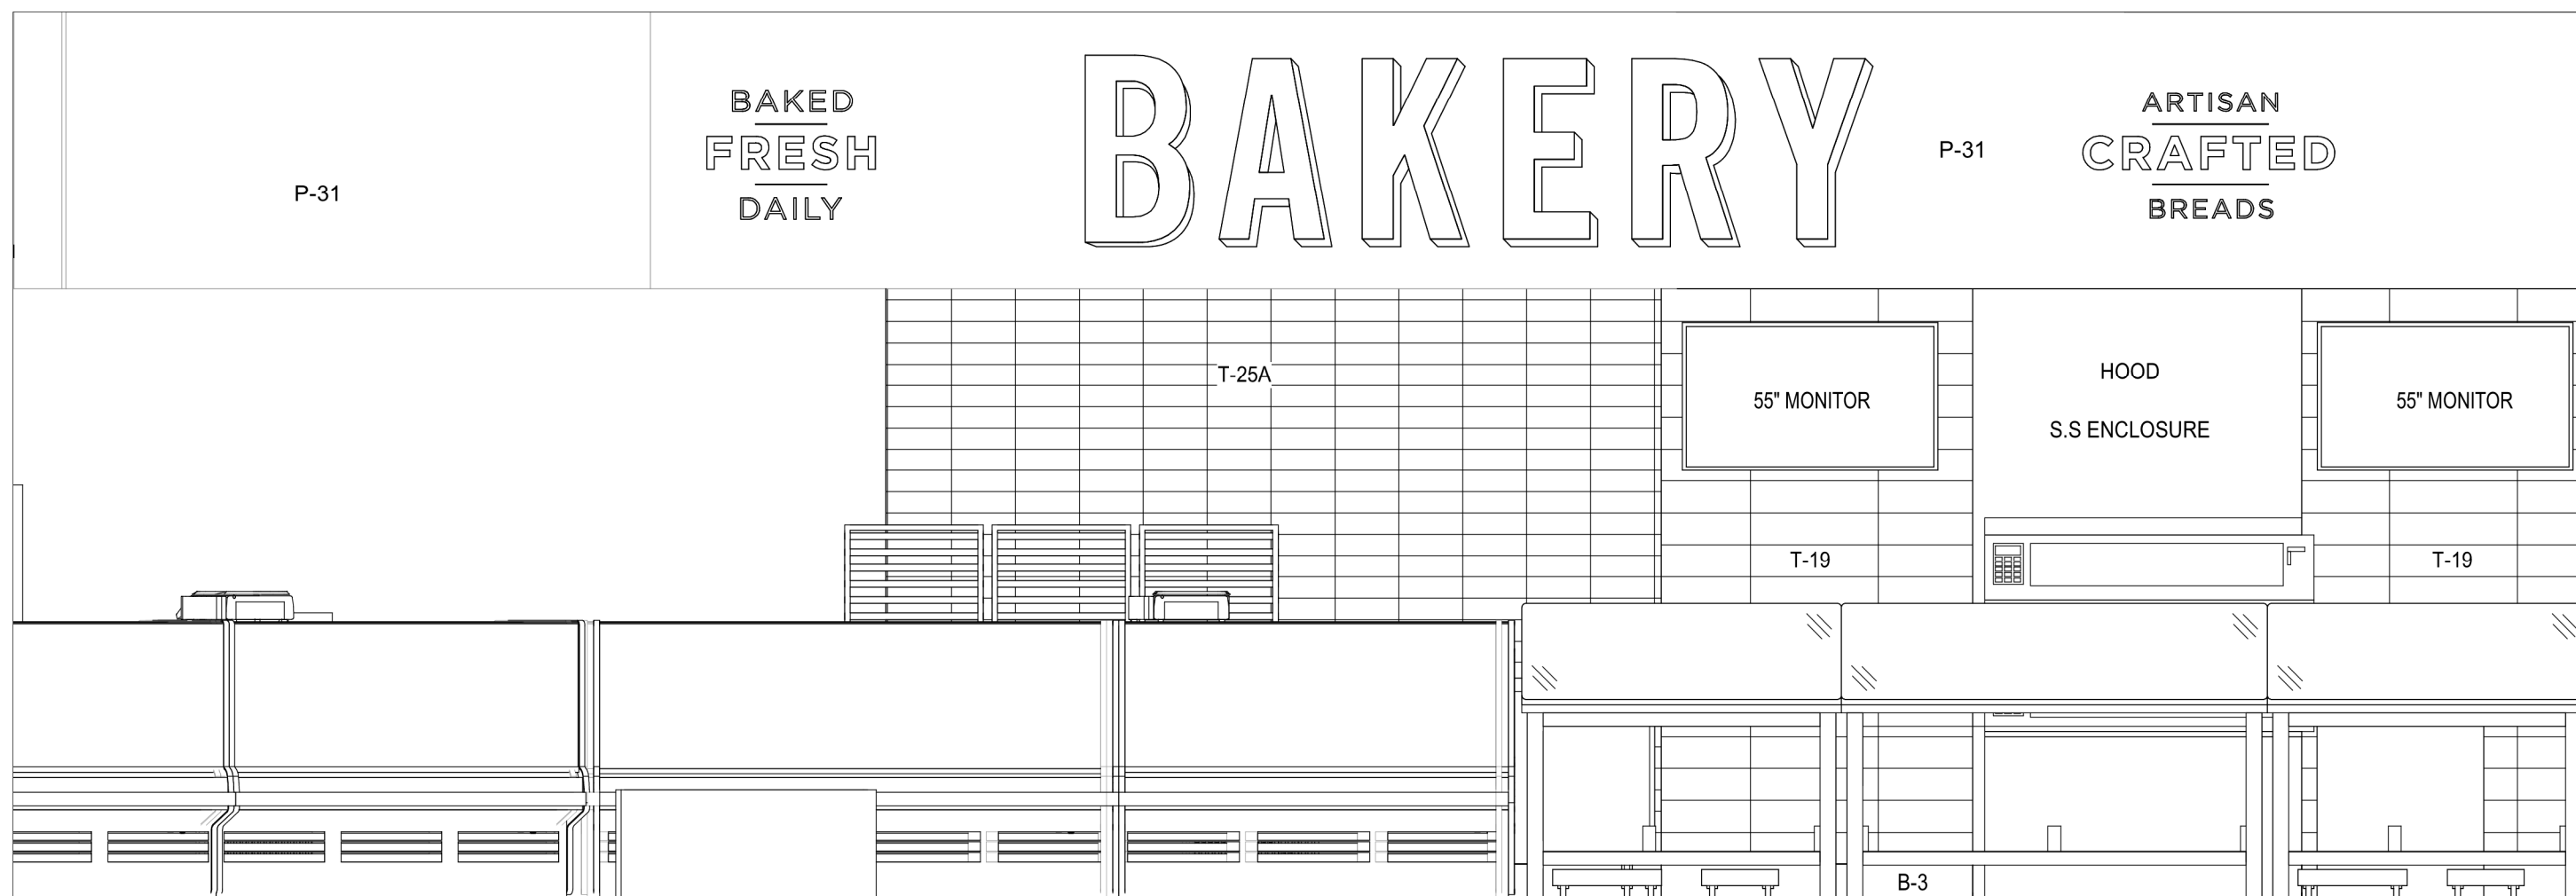 BAKED
FRESH
DAILY
P-31
BAKERY
P-31
ARTISAN
CRAFTED
BREADS
T-25A
55" MONITOR
HOOD
S.S ENCLOSURE
55" MONITOR
T-19
T-19
B-3